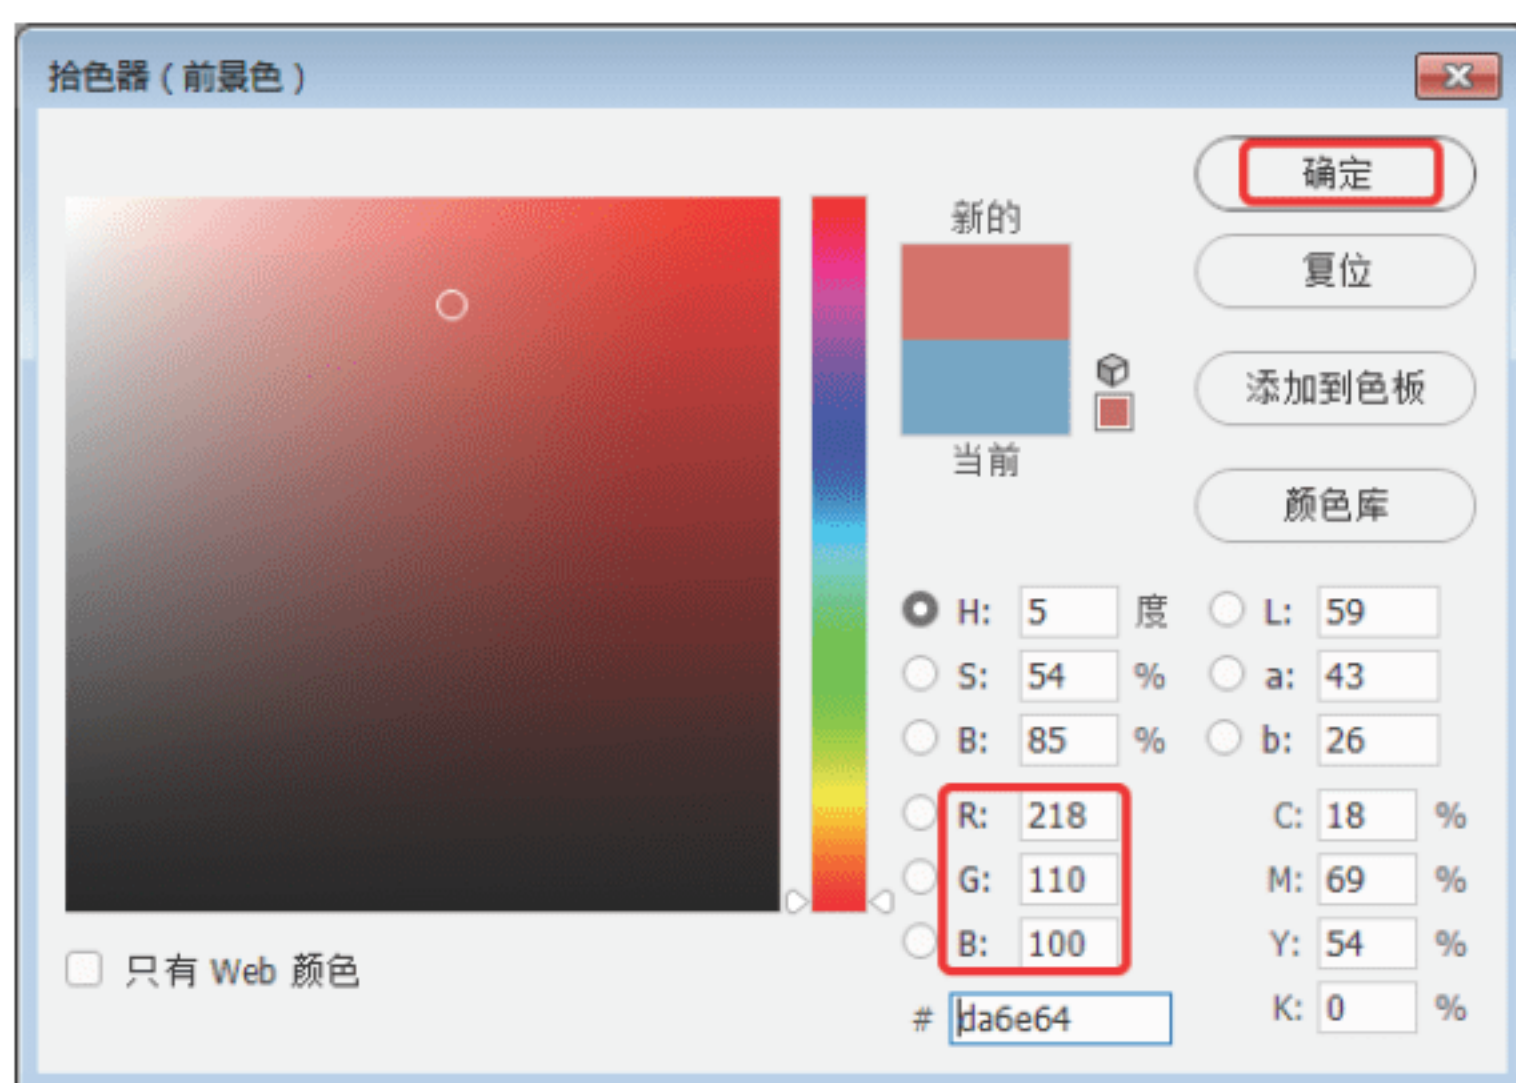 拾色器（前景色）
确定
新的
复位
添加到色板
当前
颜色库
H: 5 度 L: 59
S: 54 % a: 43
B: 85 % b: 26
R: 218 C: 18 %
G: 110 M: 69 %
B: 100 Y: 54 %
只有 Web 颜色
# da6e64 K: 0 %